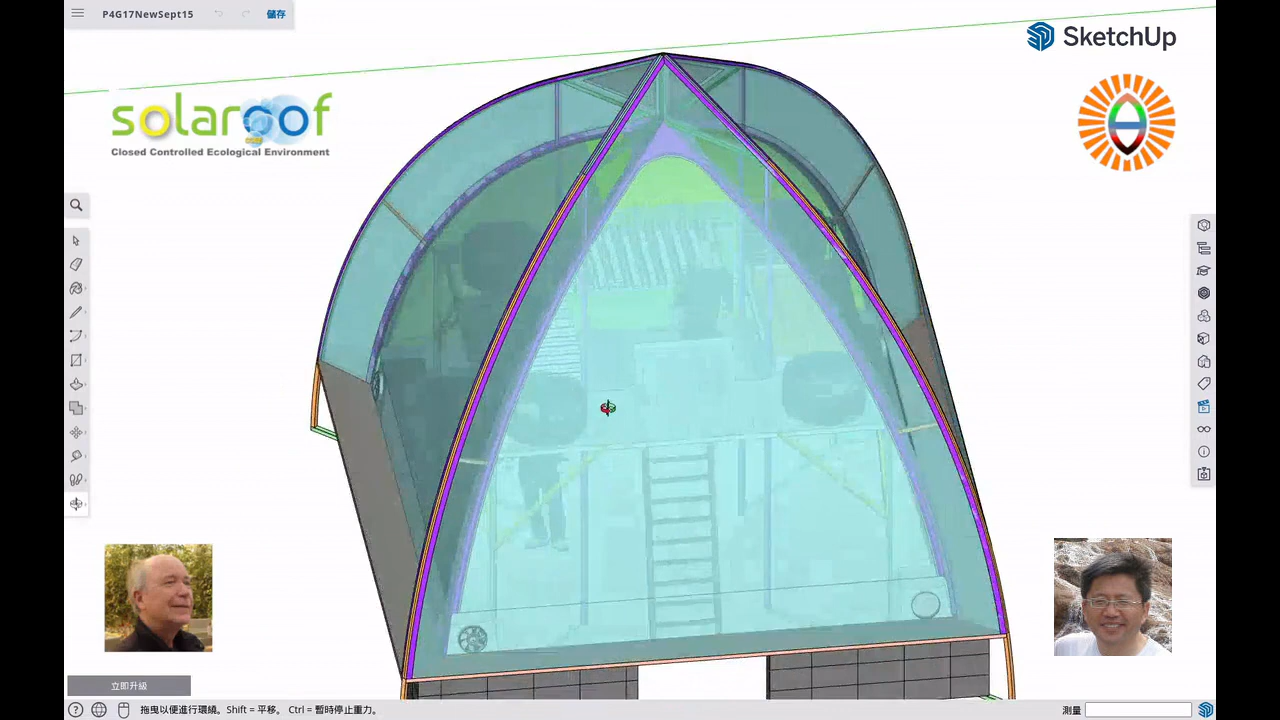 P4G17NewSept15
儲存
SketchUp
solaroof
Closed Controlled Ecological Environment
立即升級
拖曳以便進行環繞。Shift = 平移。 Ctrl = 暫時停止重力。
測量